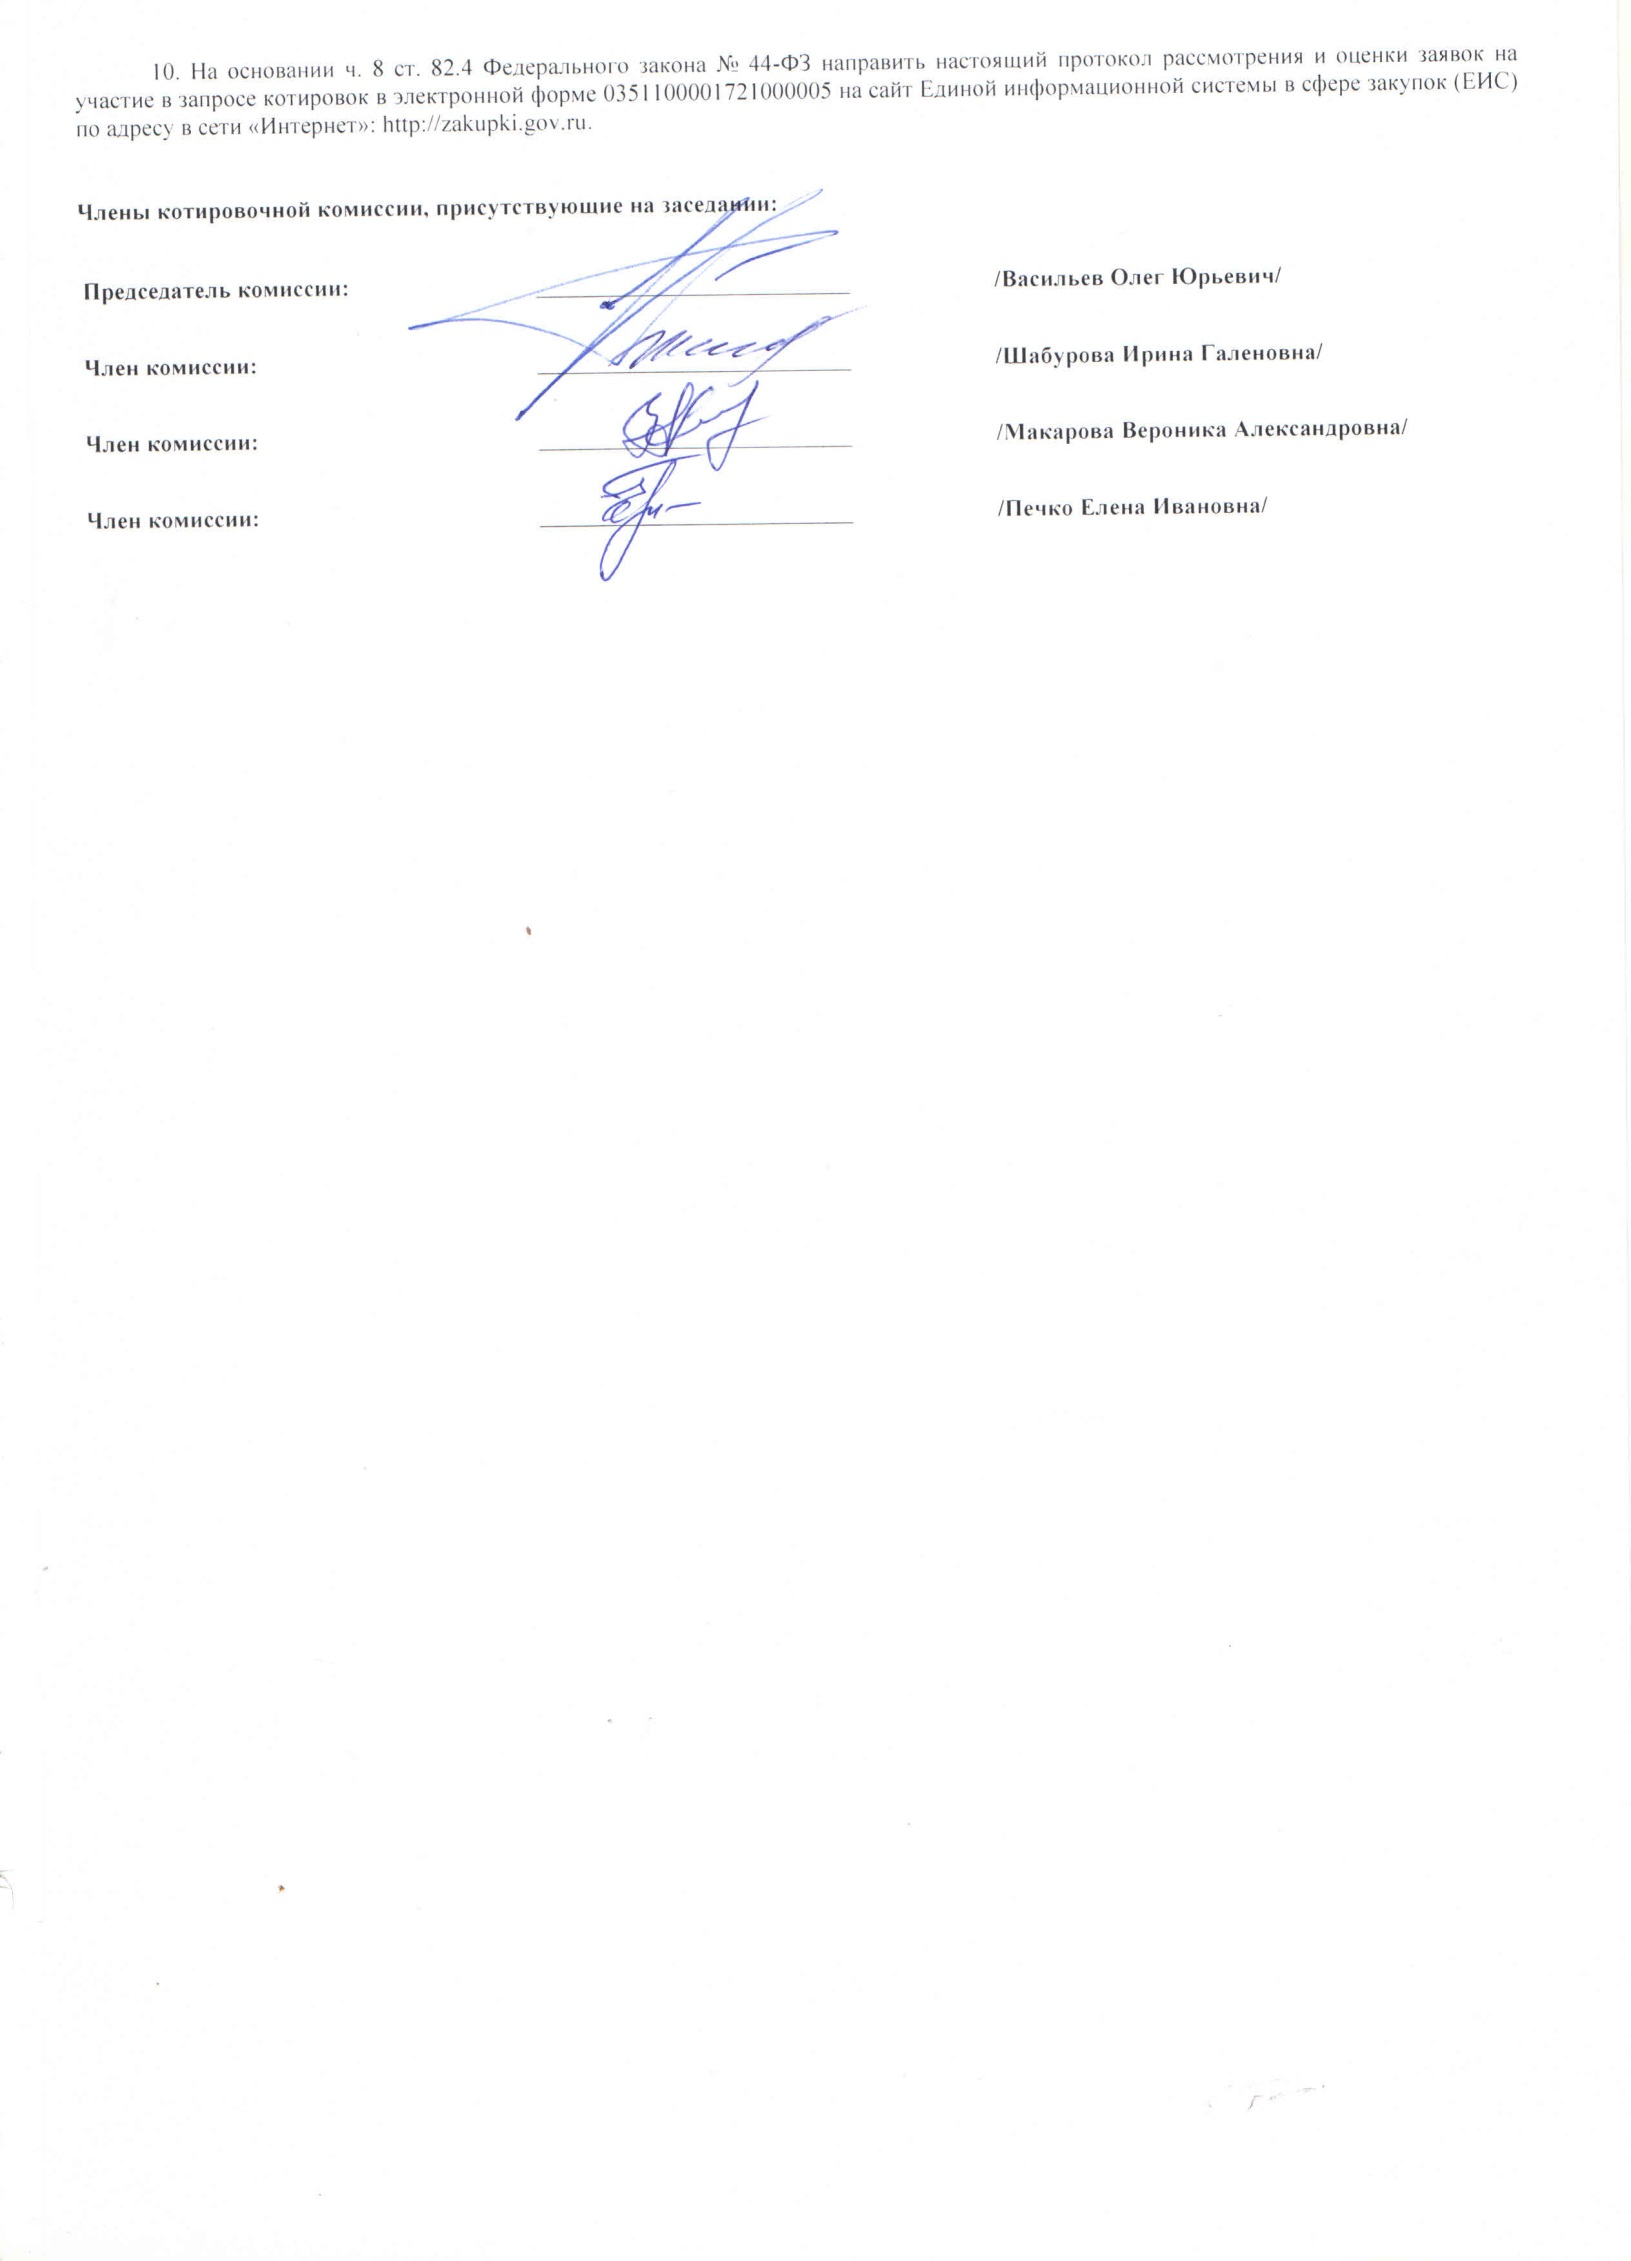 10. На основании ч. 8 ст. 82.4 Федерального закона № 44-ФЗ направить настоящий протокол рассмотрения и оценки заявок на
участие в запросе котировок в электронной форме 0351100001721000005 на сайт Единой информационной системы в сфере закупок (ЕИС)
по адресу в сети «Интернет»: http://zakupki.gov.ru.
Члены котировочной комиссии, присутствующие на заседании:
Председатель комиссии: /Васильев Олег Юрьевич/
Член комиссии: /Шабурова Ирина Галеновна/
Член комиссии: /Макарова Вероника Александровна/
Член комиссии: /Печко Елена Ивановна/